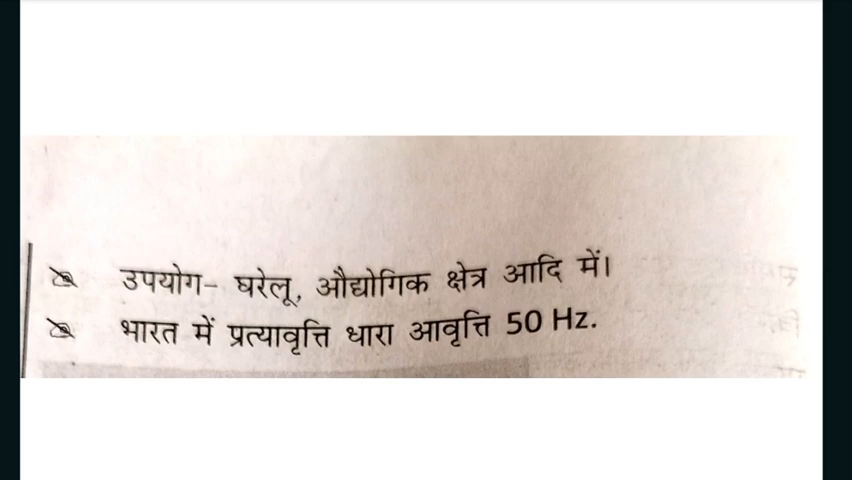 उपयोग– घरेलू, औद्योगिक क्षेत्र आदि में।
भारत में प्रत्यावृत्ति धारा आवृत्ति 50 Hz.